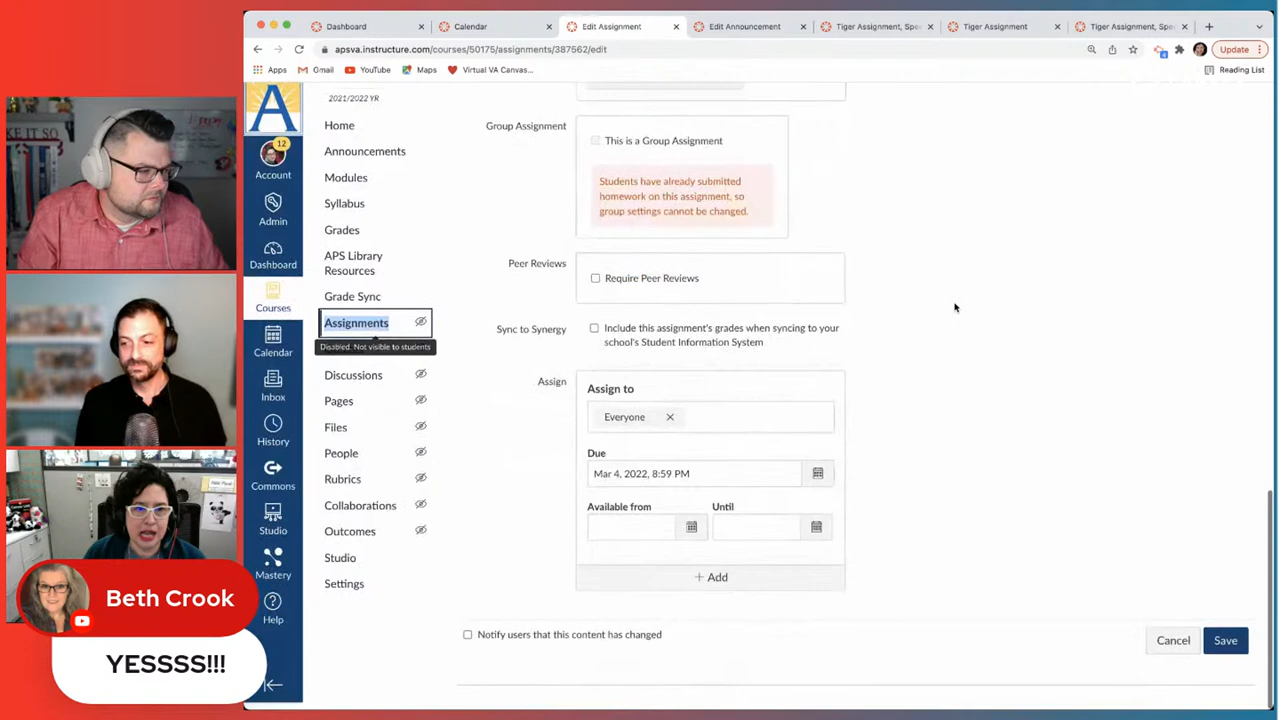 Dashboard
Calendar
Edit Assignment
Edit Announcement
Tiger Assignment, Spe
Tiger Assignment
Tiger Assignment, Spe
apsva.instructure.com/courses/50175/assignments/387562/edit
Update
Apps
Gmail
YouTube
Maps
Virtual VA Canvas...
Reading List
A
12
Account
Admin
Dashboard
Courses
Calendar
Inbox
History
Commons
Studio
Mastery
Help
2021/2022 YR
Home
Announcements
Modules
Syllabus
Grades
APS Library
Resources
Grade Sync
Assignments
Disabled. Not visible to students
Discussions
Pages
Files
People
Rubrics
Collaborations
Outcomes
Studio
Settings
Group Assignment
This is a Group Assignment
Students have already submitted
homework on this assignment, so
group settings cannot be changed.
Peer Reviews
Require Peer Reviews
Sync to Synergy
Include this assignment's grades when syncing to your
school's Student Information System
Assign
Assign to
Everyone
Due
Mar 4, 2022, 8:59 PM
Available from
Until
+ Add
Notify users that this content has changed
Cancel
Save
Beth Crook
YESSSS!!!